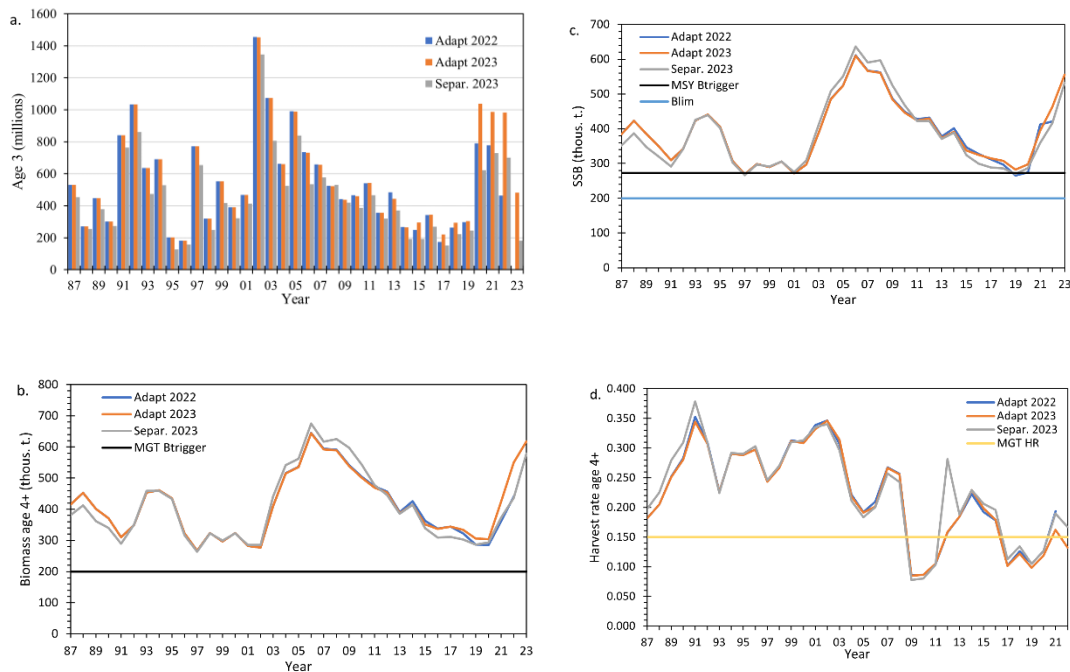 a.
1600
1400
1200
1000
800
600
400
200
0
Age 3 (millions)
Adapt 2022
Adapt 2023
Separ. 2023
87 89 91 93 95 97 99 01 03 05 07 09 11 13 15 17 19 21 23
Year
c.
700
600
500
400
300
200
100
0
SSB (thous. t.)
Adapt 2022
Adapt 2023
Separ. 2023
MSY Btrigger
Blim
87 89 91 93 95 97 99 01 03 05 07 09 11 13 15 17 19 21 23
Year
b.
800
700
600
500
400
300
200
100
0
Biomass age 4+ (thous. t.)
Adapt 2022
Adapt 2023
Separ. 2023
MGT Btrigger
87 89 91 93 95 97 99 01 03 05 07 09 11 13 15 17 19 21 23
Year
d.
0.400
0.350
0.300
0.250
0.200
0.150
0.100
0.050
0.000
Harvest rate age 4+
Adapt 2022
Adapt 2023
Separ. 2023
MGT HR
87 89 91 93 95 97 99 01 03 05 07 09 11 13 15 17 19 21
Year